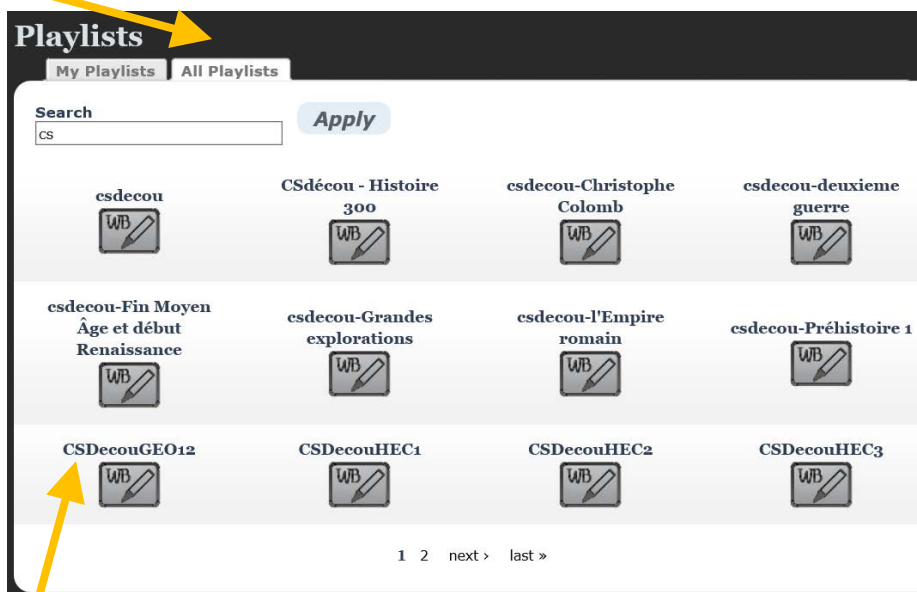 Playlists
My Playlists All Playlists
Search
cs
Apply
csdecou
WB
CSdécou - Histoire
300
WB
csdecou-Christophe
Colomb
WB
csdecou-deuxieme
guerre
WB
csdecou-Fin Moyen
Âge et début
Renaissance
WB
csdecou-Grandes
explorations
WB
csdecou-l'Empire
romain
WB
csdecou-Préhistoire 1
WB
CSDecouGEO12
WB
CSDecouHEC1
WB
CSDecouHEC2
WB
CSDecouHEC3
WB
1 2 next › last »